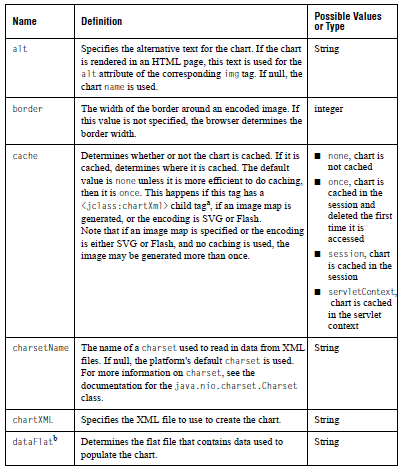 Name
Definition
Possible Values
or Type
alt
Specifies the alternative text for the chart. If the chart
is rendered in an HTML page, this text is used for the
alt attribute of the corresponding img tag. If null, the
chart name is used.
String
border
The width of the border around an encoded image. If
this value is not specified, the browser determines the
border width.
integer
cache
Determines whether or not the chart is cached. If it is
cached, determines where it is cached. The default
value is none unless it is more efficient to do caching,
then it is once. This happens if this tag has a
<jclass:chartXml> child tagᵃ, if an image map is
generated, or the encoding is SVG or Flash.
Note that if an image map is specified or the encoding
is either SVG or Flash, and no caching is used, the
image may be generated more than once.
■ none, chart is
not cached
■ once, chart is
cached in the
session and
deleted the first
time it is
accessed
■ session, chart
is cached in the
session
■ servletContext,
chart is cached
in the servlet
context
charsetName
The name of a charset used to read in data from XML
files. If null, the platform's default charset is used.
For more information on charset, see the
documentation for the java.nio.charset.Charset
class.
String
chartXML
Specifies the XML file to use to create the chart.
String
dataFlatᵇ
Determines the flat file that contains data used to
populate the chart.
String